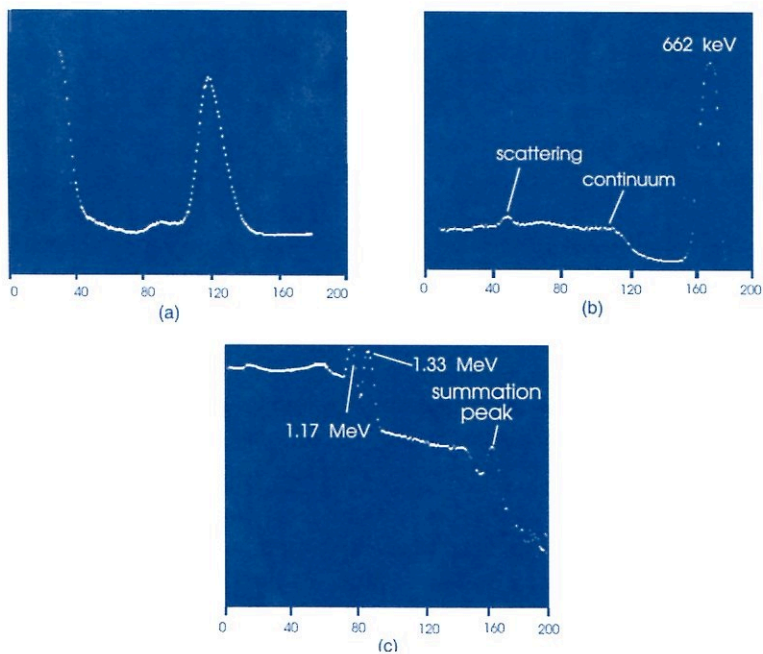 0 40 80 120 160 200
(a)
662 keV
scattering
continuum
0 40 80 120 160 200
(b)
1.33 MeV
summation
peak
1.17 MeV
0 40 80 120 160 200
(c)